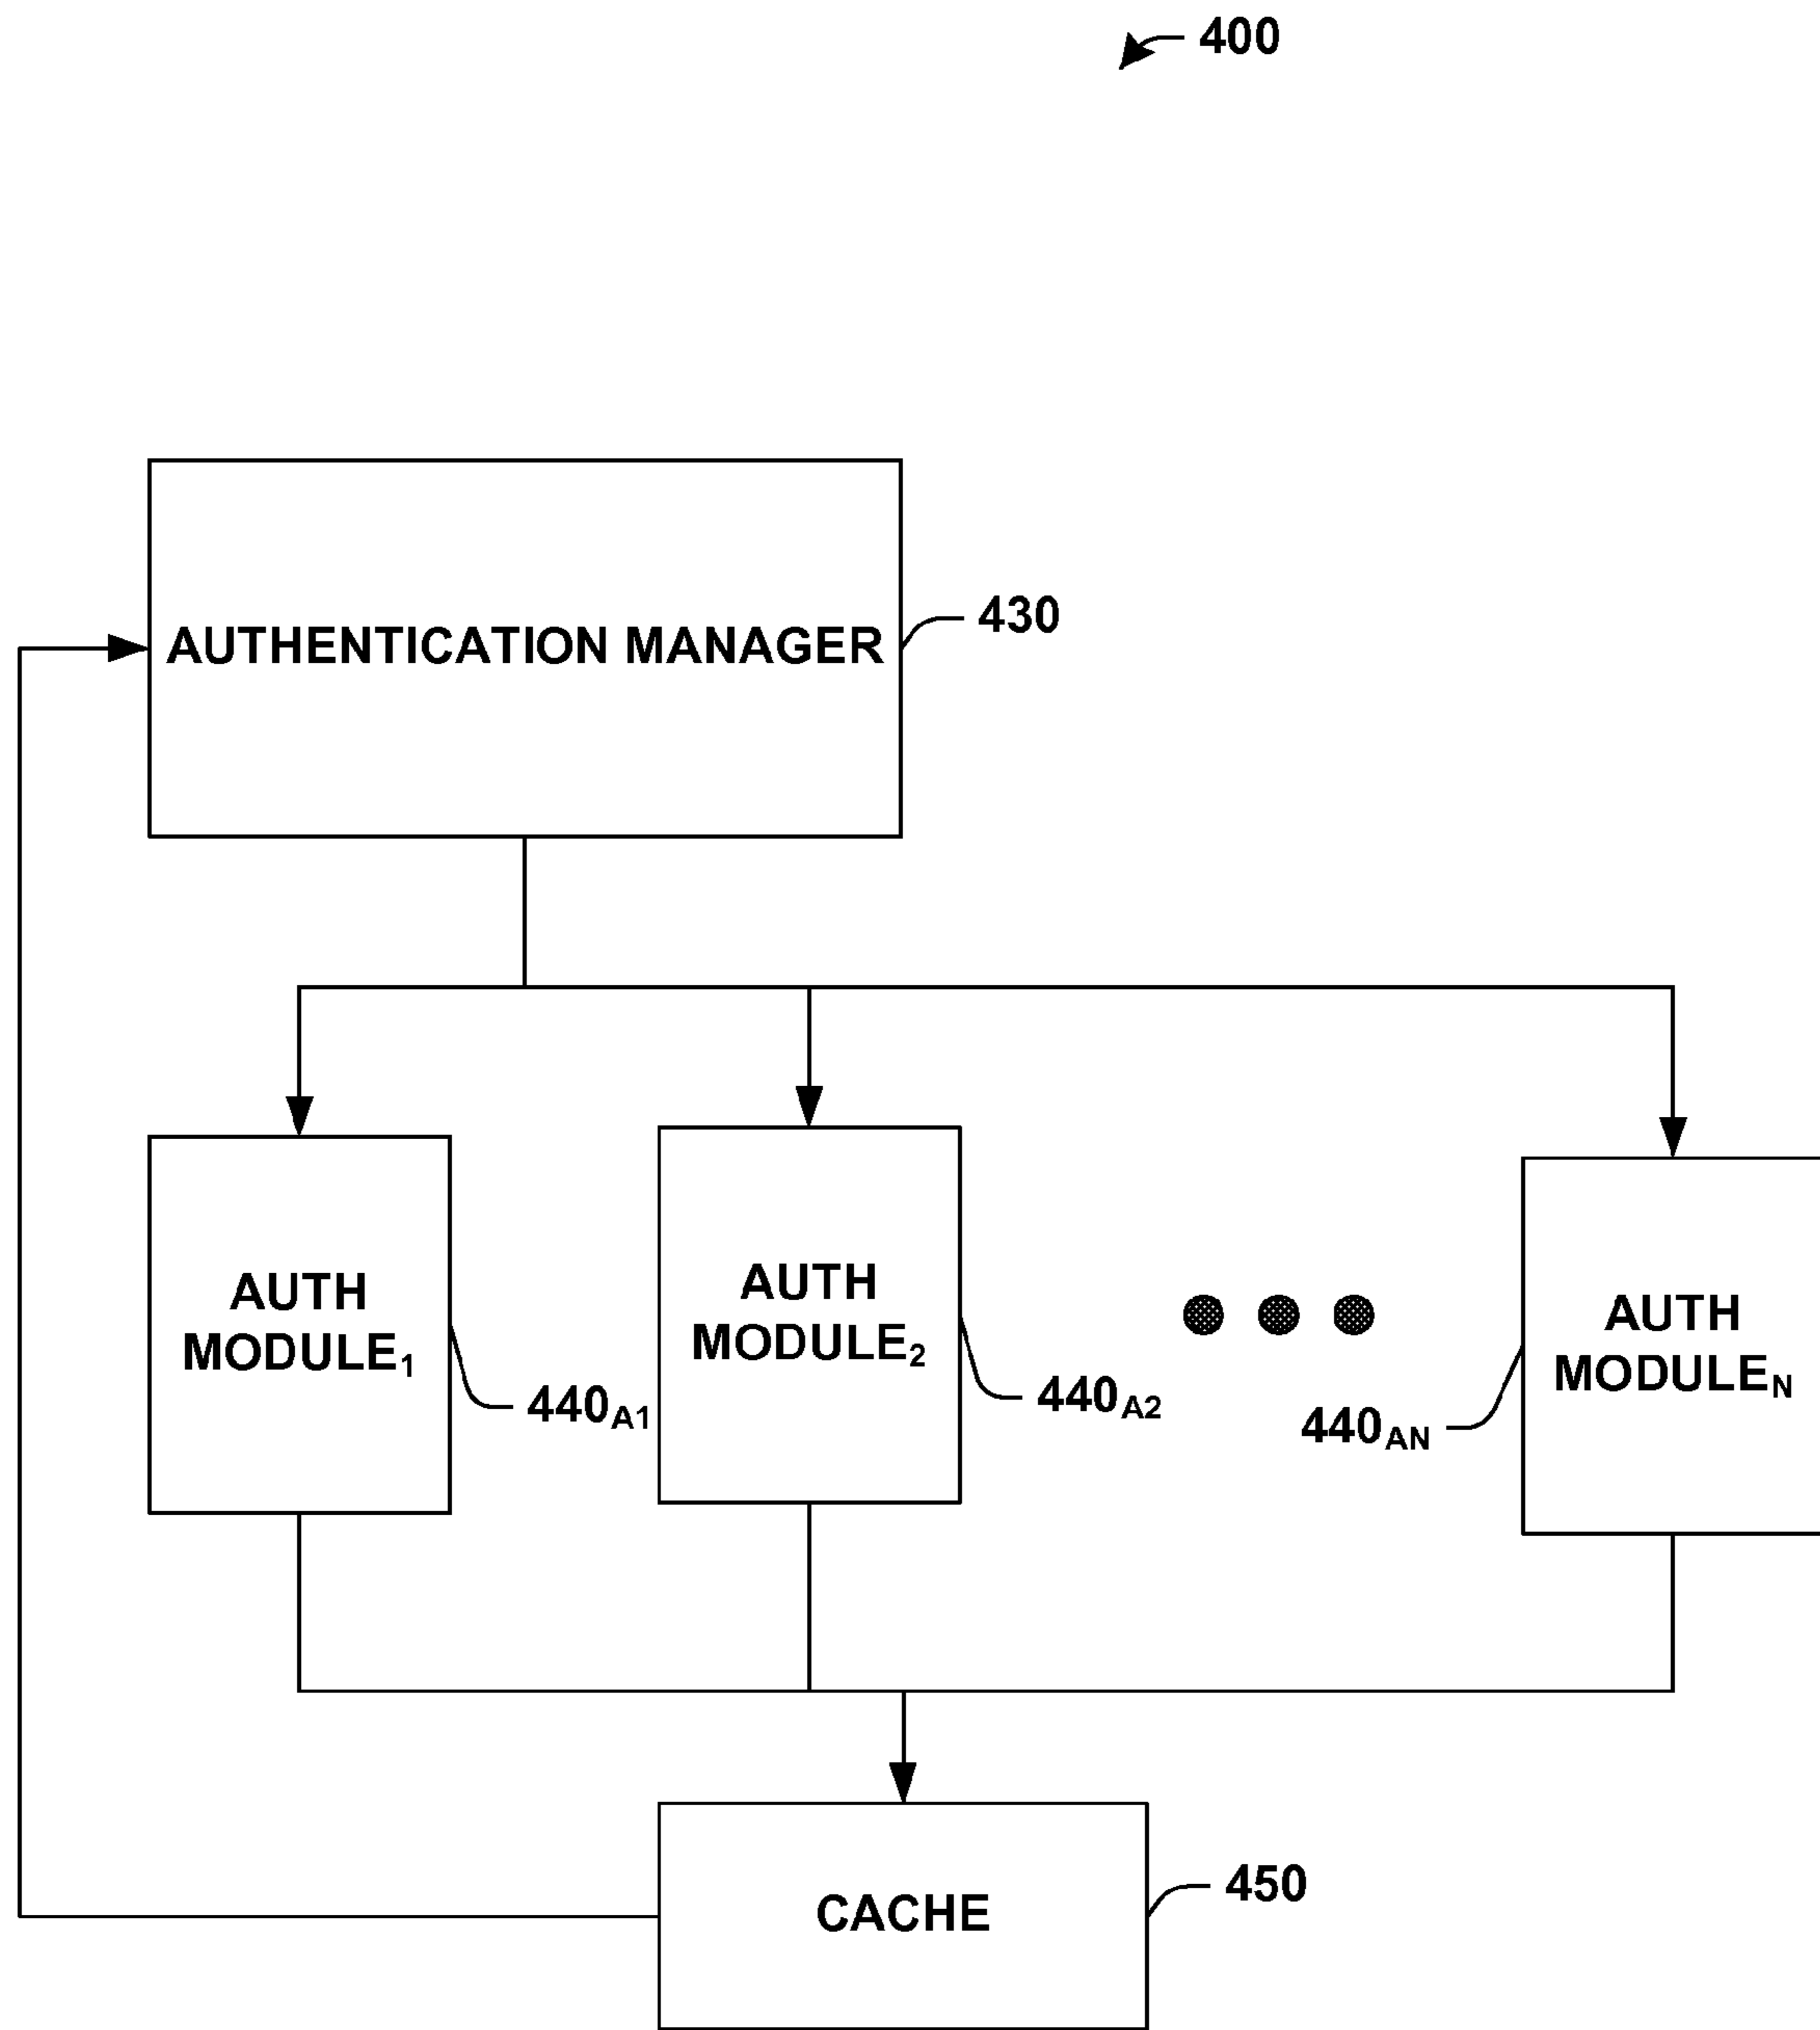 400
AUTHENTICATION MANAGER
430
AUTH
MODULE₁
440A1
AUTH
MODULE₂
440A2
AUTH
MODULEN
440AN
CACHE
450